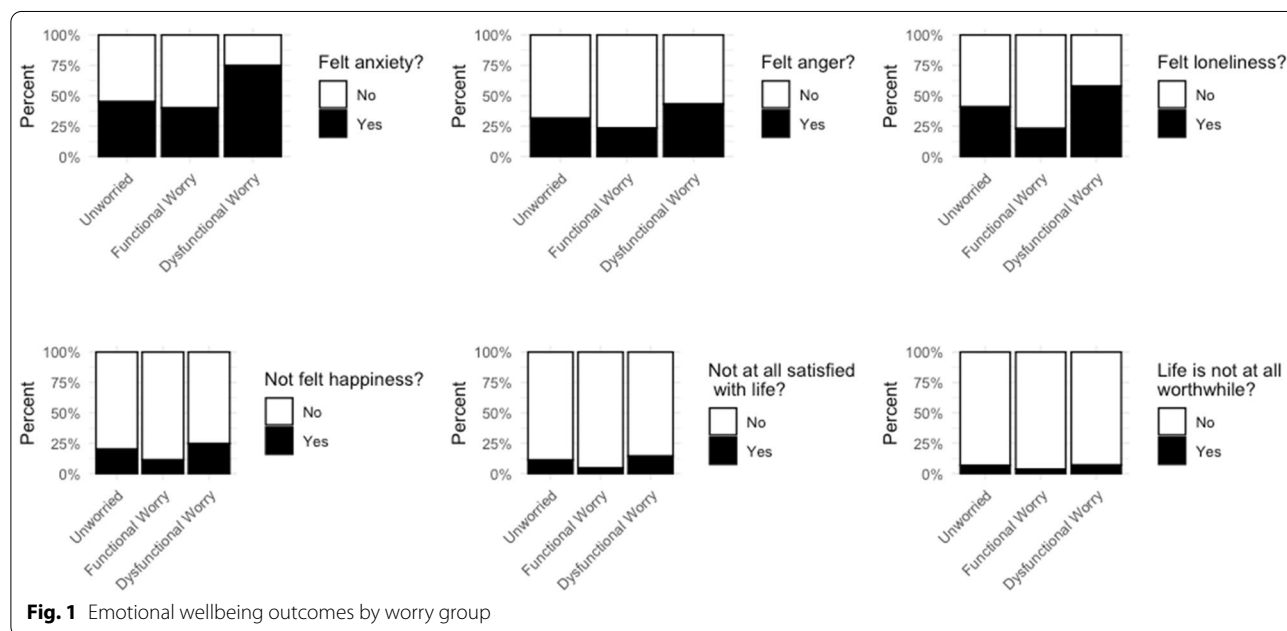 100%
75%
50%
25%
0%
Percent
Unworried
Functional Worry
Dysfunctional Worry
Felt anxiety?
No
Yes
100%
75%
50%
25%
0%
Percent
Unworried
Functional Worry
Dysfunctional Worry
Felt anger?
No
Yes
100%
75%
50%
25%
0%
Percent
Unworried
Functional Worry
Dysfunctional Worry
Felt loneliness?
No
Yes
100%
75%
50%
25%
0%
Percent
Unworried
Functional Worry
Dysfunctional Worry
Not felt happiness?
No
Yes
100%
75%
50%
25%
0%
Percent
Unworried
Functional Worry
Dysfunctional Worry
Not at all satisfied
with life?
No
Yes
100%
75%
50%
25%
0%
Percent
Unworried
Functional Worry
Dysfunctional Worry
Life is not at all
worthwhile?
No
Yes
Fig. 1 Emotional wellbeing outcomes by worry group